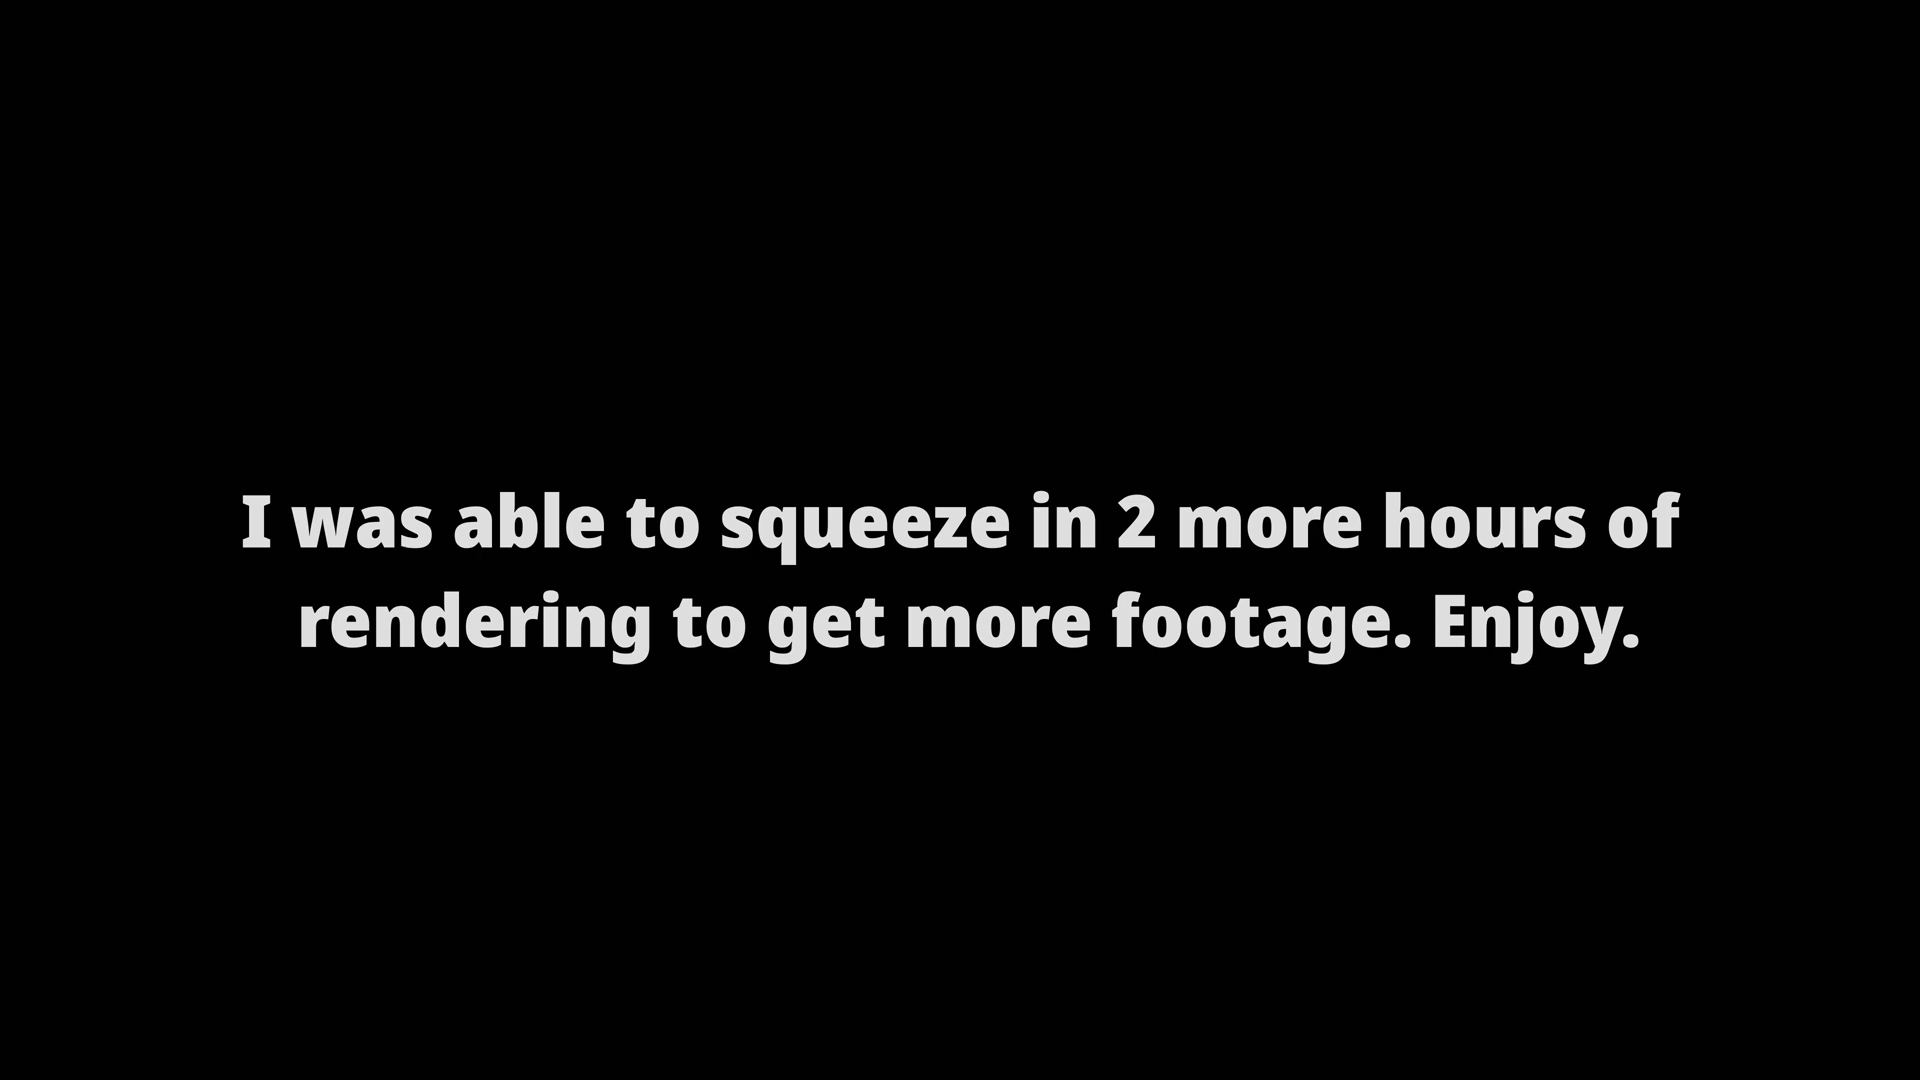 I was able to squeeze in 2 more hours of
rendering to get more footage. Enjoy.